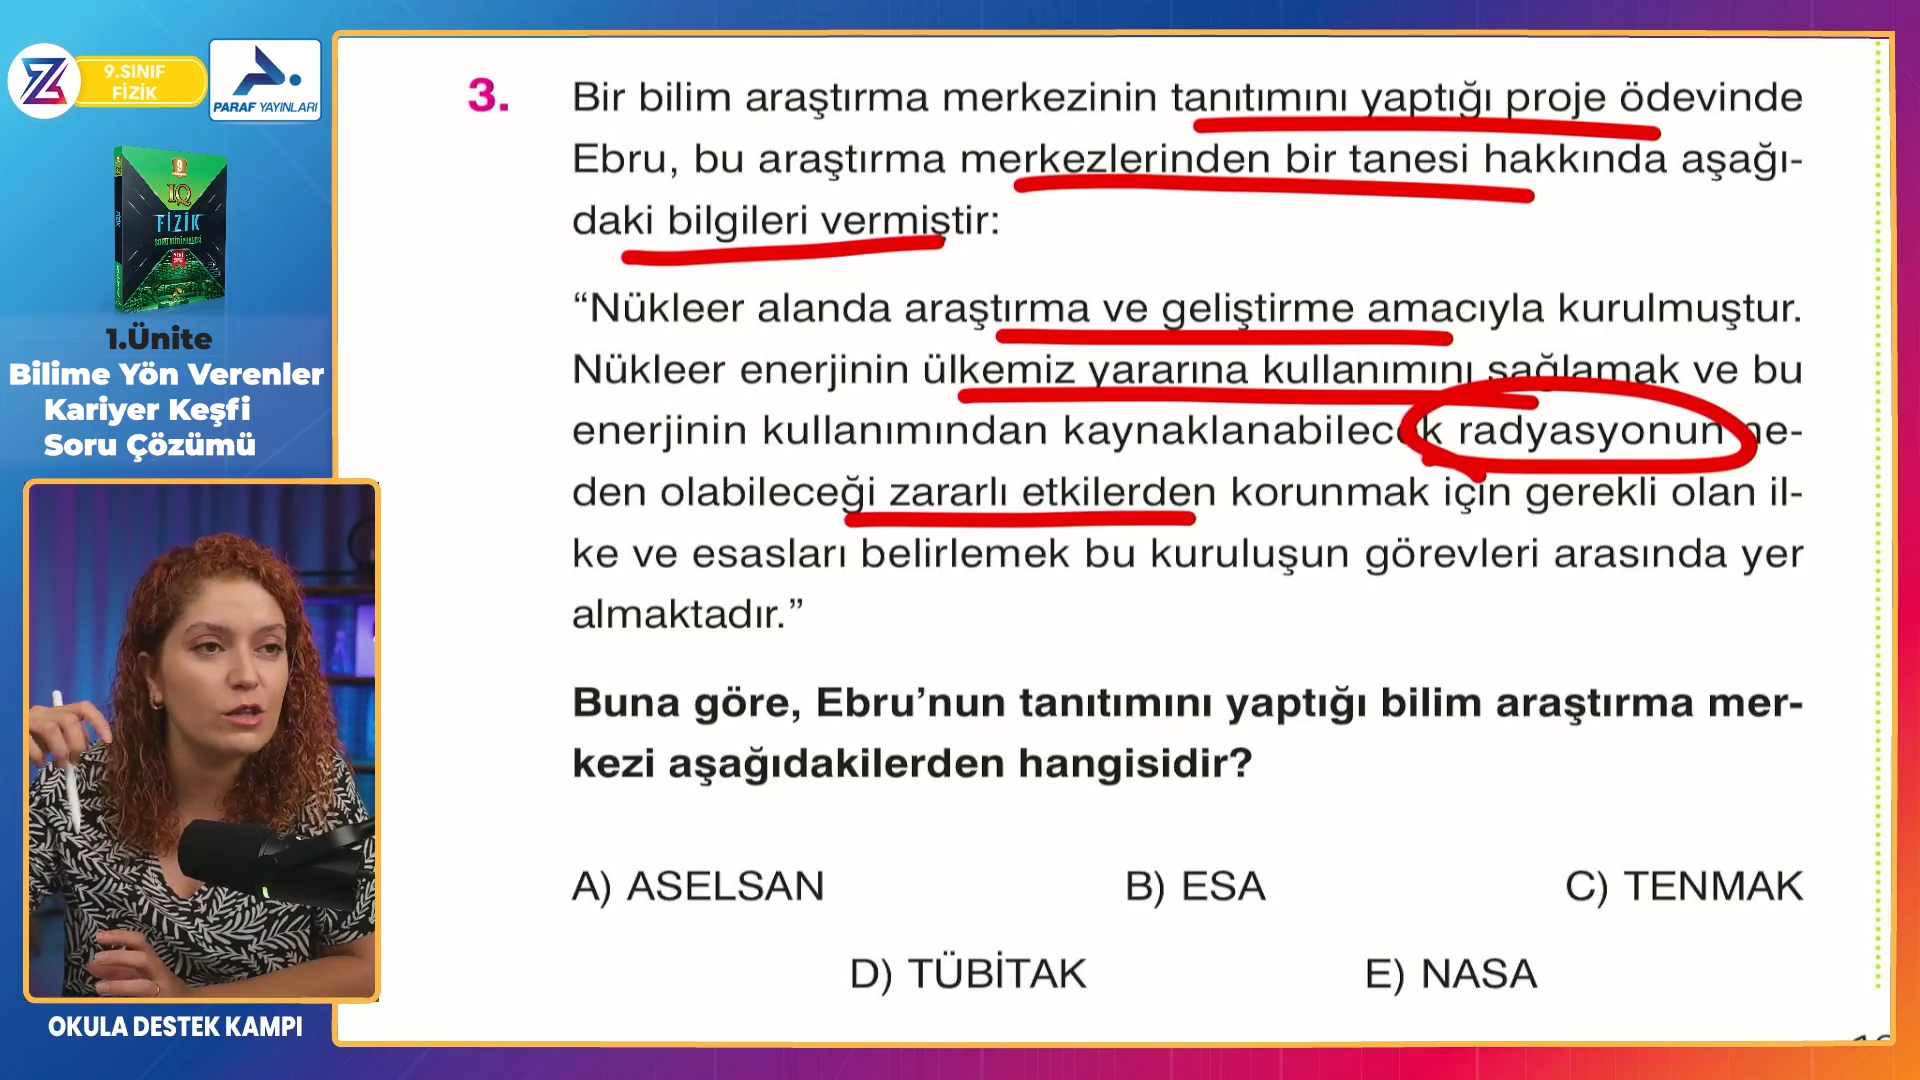 9.SINIF
FİZİK
PARAF YAYINLARI
9
IQ
FİZİK
1.Ünite
Bilime Yön Verenler
Kariyer Keşfi
Soru Çözümü
OKULA DESTEK KAMPI
3. Bir bilim araştırma merkezinin tanıtımını yaptığı proje ödevinde
Ebru, bu araştırma merkezlerinden bir tanesi hakkında aşağı-
daki bilgileri vermiştir:
“Nükleer alanda araştırma ve geliştirme amacıyla kurulmuştur.
Nükleer enerjinin ülkemiz yararına kullanımını sağlamak ve bu
enerjinin kullanımından kaynaklanabilecek radyasyonun ne-
den olabileceği zararlı etkilerden korunmak için gerekli olan il-
ke ve esasları belirlemek bu kuruluşun görevleri arasında yer
almaktadır.”
Buna göre, Ebru’nun tanıtımını yaptığı bilim araştırma mer-
kezi aşağıdakilerden hangisidir?
A) ASELSAN B) ESA C) TENMAK
D) TÜBİTAK E) NASA